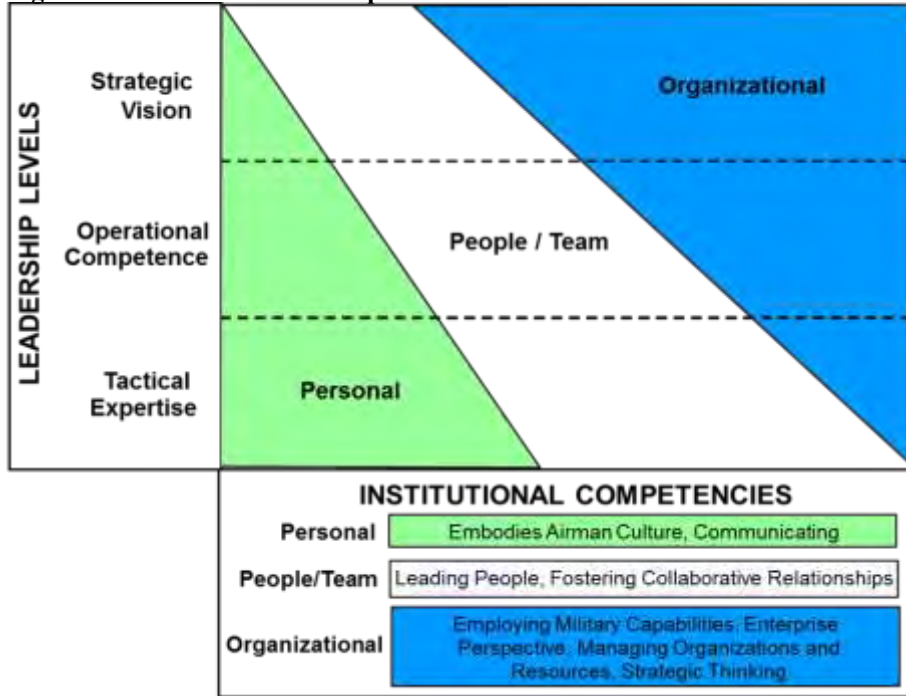 LEADERSHIP LEVELS
Strategic
Vision
Organizational
Operational
Competence
People / Team
Tactical
Expertise
Personal
INSTITUTIONAL COMPETENCIES
Personal
Embodies Airman Culture, Communicating
People/Team
Leading People, Fostering Collaborative Relationships
Organizational
Employing Military Capabilities, Enterprise
Perspective, Managing Organizations and
Resources, Strategic Thinking